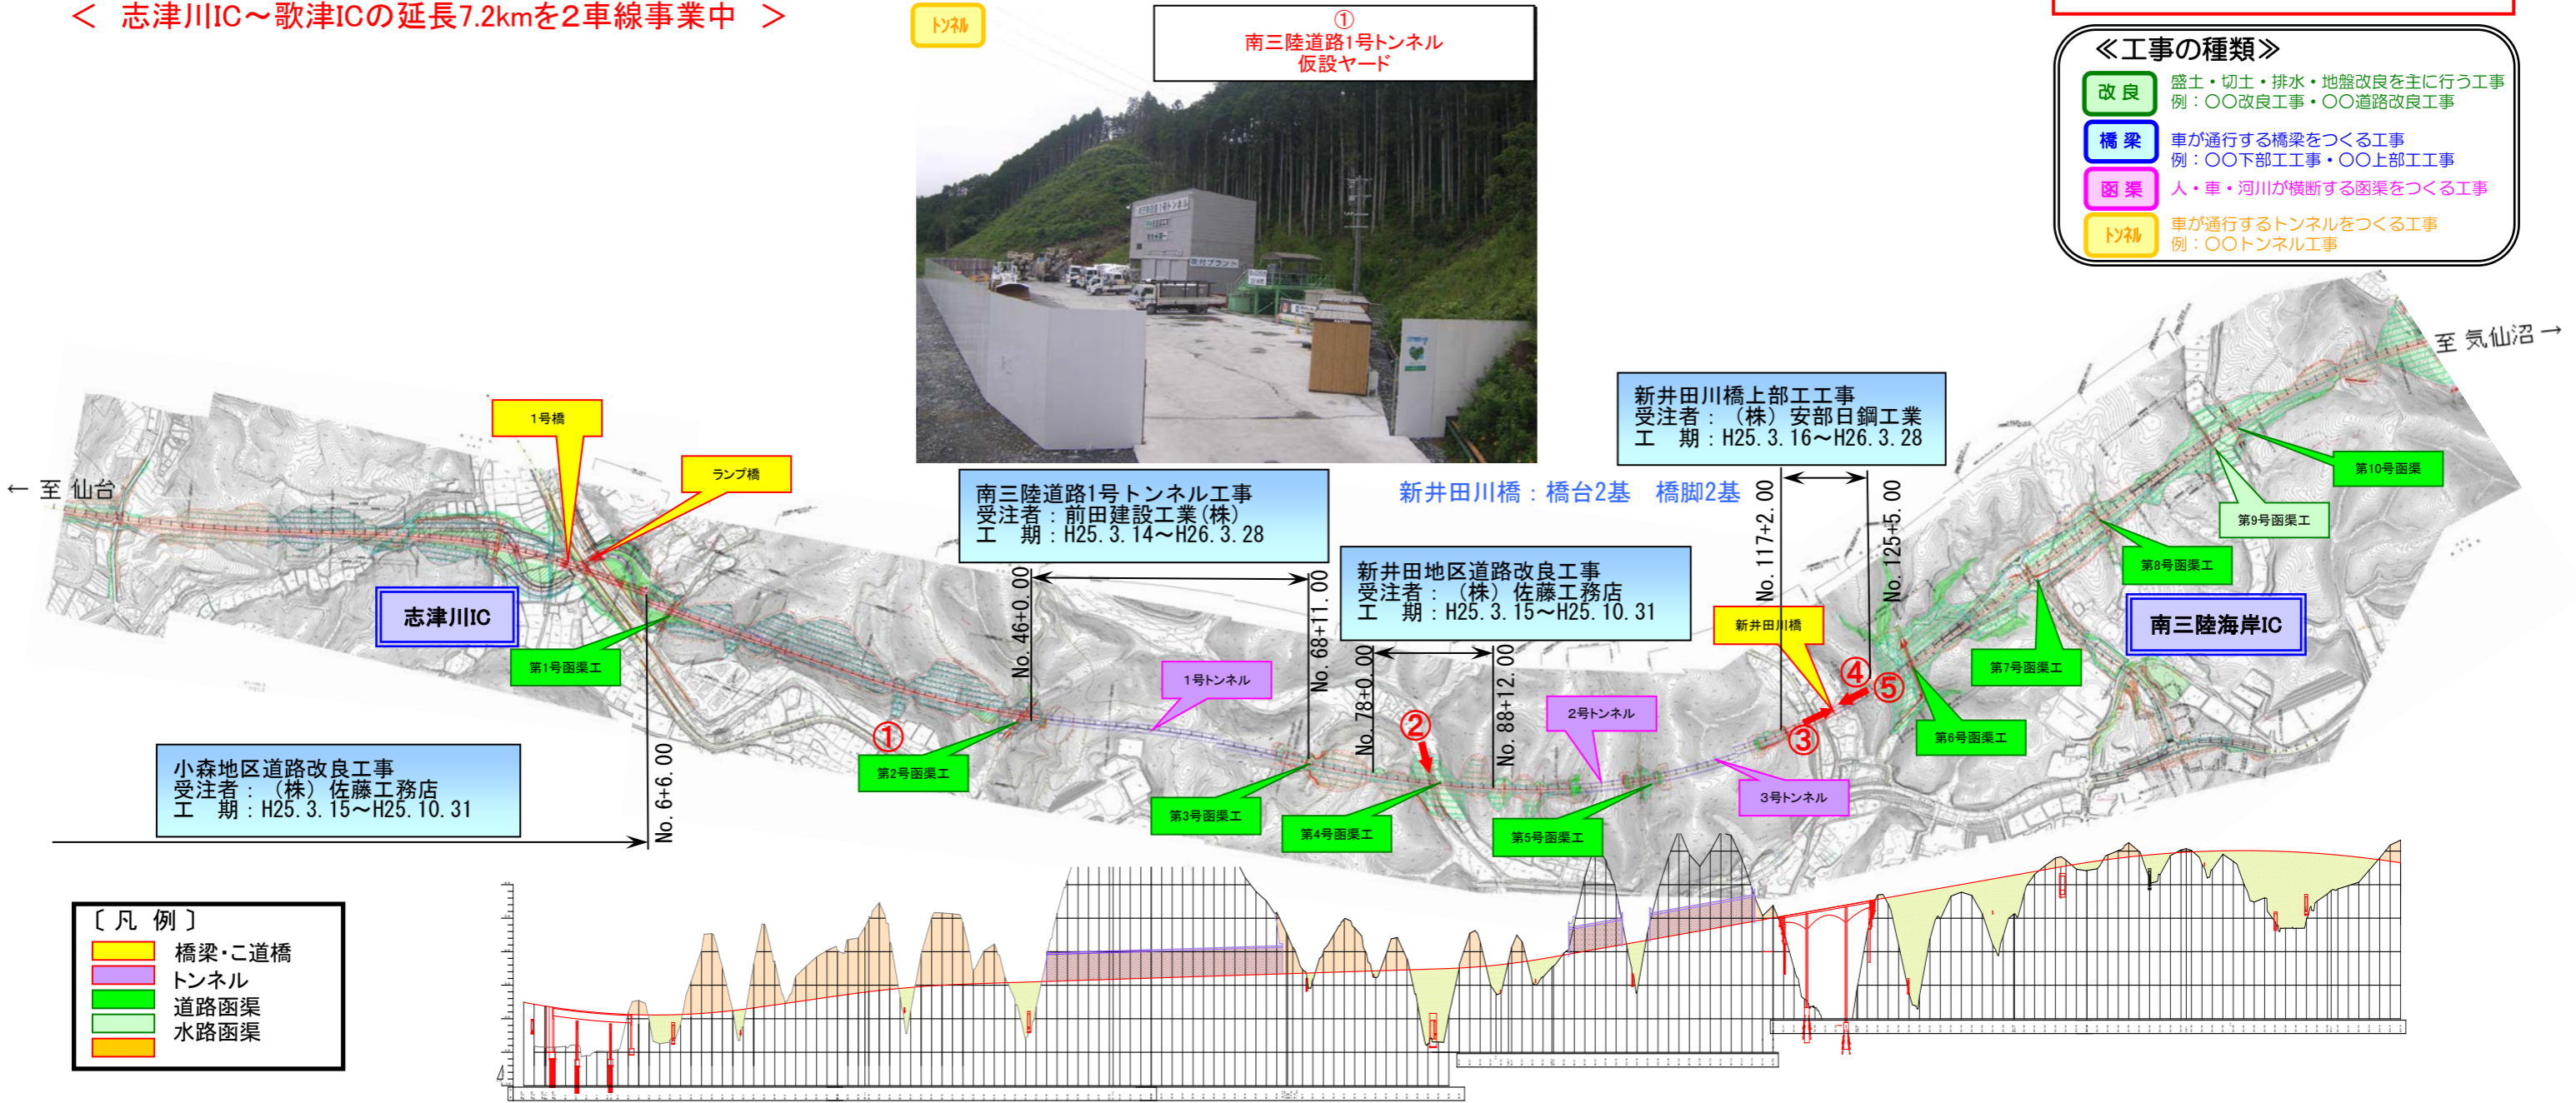 ＜ 志津川IC～歌津ICの延長7.2kmを2車線事業中 ＞
トンネル
①
南三陸道路1号トンネル
仮設ヤード
≪工事の種類≫
改良
盛土・切土・排水・地盤改良を主に行う工事
例：〇〇改良工事・〇〇道路改良工事
橋梁
車が通行する橋梁をつくる工事
例：〇〇下部工工事・〇〇上部工工事
函渠
人・車・河川が横断する函渠をつくる工事
トンネル
車が通行するトンネルをつくる工事
例：〇〇トンネル工事
至 気仙沼 →
← 至 仙台
1号橋
ランプ橋
志津川IC
第1号函渠工
小森地区道路改良工事
受注者：（株）佐藤工務店
工　期：H25.3.15～H25.10.31
No.6+6.00
南三陸道路1号トンネル工事
受注者：前田建設工業(株)
工　期：H25.3.14～H26.3.28
No.46+0.00
No.68+11.00
①
第2号函渠工
1号トンネル
第3号函渠工
新井田地区道路改良工事
受注者：（株）佐藤工務店
工　期：H25.3.15～H25.10.31
No.78+0.00
No.88+12.00
②
第4号函渠工
2号トンネル
第5号函渠工
3号トンネル
新井田川橋上部工工事
受注者：（株）安部日鋼工業
工　期：H25.3.16～H26.3.28
新井田川橋：橋台2基　橋脚2基
No.117+2.00
No.125+5.00
新井田川橋
③
④
⑤
第6号函渠工
第7号函渠工
南三陸海岸IC
第8号函渠工
第9号函渠工
第10号函渠
〔 凡 例 〕
橋梁・こ道橋
トンネル
道路函渠
水路函渠